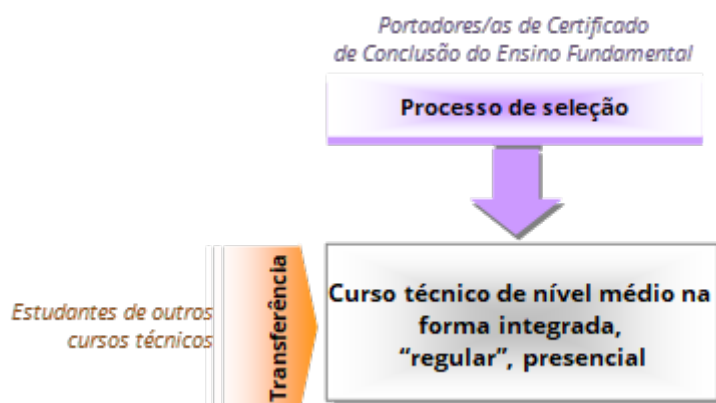 Portadores/as de Certificado
de Conclusão do Ensino Fundamental
Processo de seleção
Estudantes de outros
cursos técnicos
Transferência
Curso técnico de nível médio na
forma integrada,
“regular”, presencial